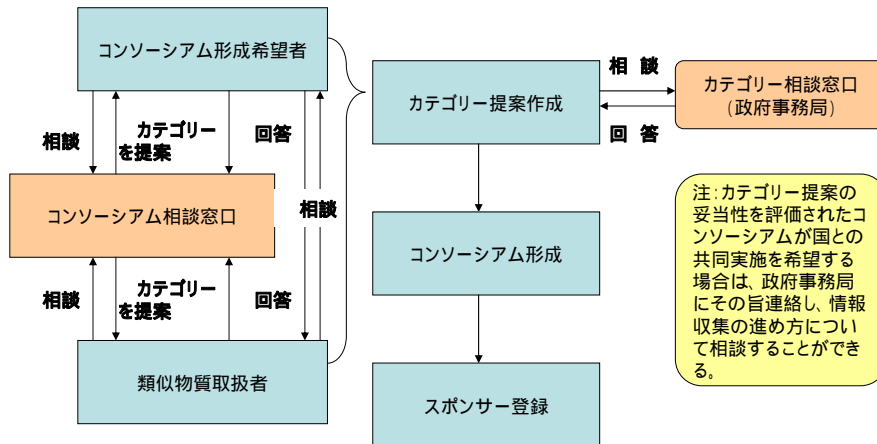 コンソーシアム形成希望者
相談
カテゴリー
を提案
回答
コンソーシアム相談窓口
相談
相談
カテゴリー
を提案
回答
類似物質取扱者
カテゴリー提案作成
相 談
回 答
カテゴリー相談窓口
(政府事務局)
コンソーシアム形成
スポンサー登録
注:カテゴリー提案の
妥当性を評価されたコ
ンソーシアムが国との
共同実施を希望する
場合は、政府事務局
にその旨連絡し、情報
収集の進め方につい
て相談することができ
る。